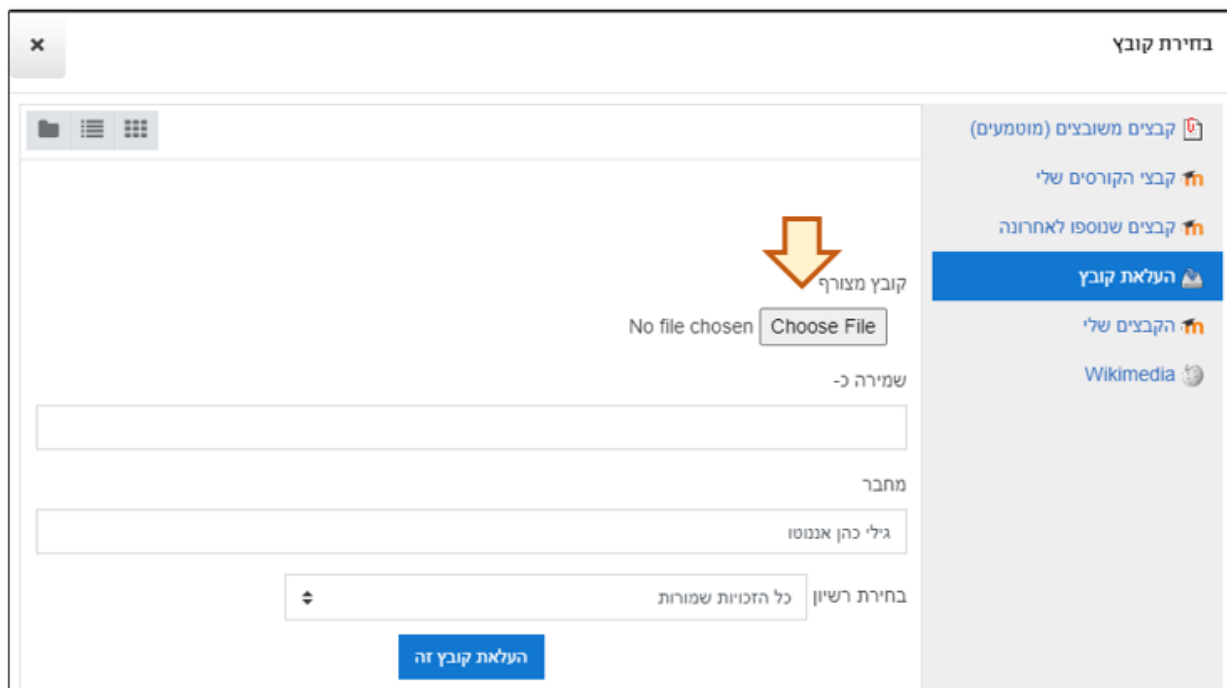 בחירת קובץ
×
קבצים משובצים (מוטמעים)
קבצי הקורסים שלי
קבצים שנוספו לאחרונה
העלאת קובץ
הקבצים שלי
Wikimedia
קובץ מצורף
Choose File No file chosen
שמירה כ-
מחבר
גילי כהן אננוטו
בחירת רשיון כל הזכויות שמורות
העלאת קובץ זה